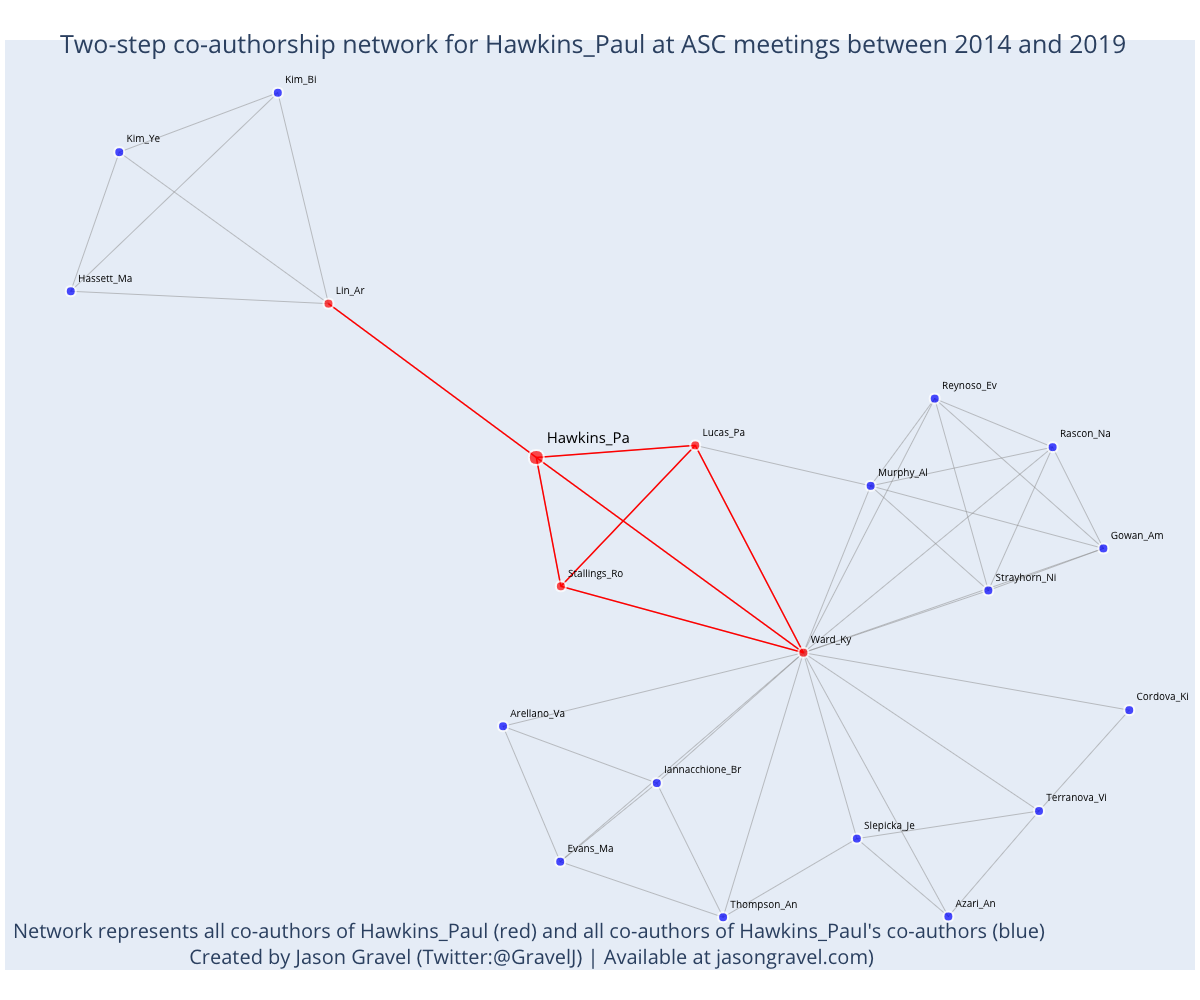 Two-step co-authorship network for Hawkins_Paul at ASC meetings between 2014 and 2019
Kim_Bi
Kim_Ye
Hassett_Ma
Lin_Ar
Reynoso_Ev
Hawkins_Pa
Lucas_Pa
Rascon_Na
Murphy_Al
Gowan_Am
Stallings_Ro
Strayhorn_Ni
Ward_Ky
Cordova_Ki
Arellano_Va
Iannacchione_Br
Terranova_Vi
Slepicka_Je
Evans_Ma
Thompson_An
Azari_An
Network represents all co-authors of Hawkins_Paul (red) and all co-authors of Hawkins_Paul's co-authors (blue)
Created by Jason Gravel (Twitter:@GravelJ) | Available at jasongravel.com)